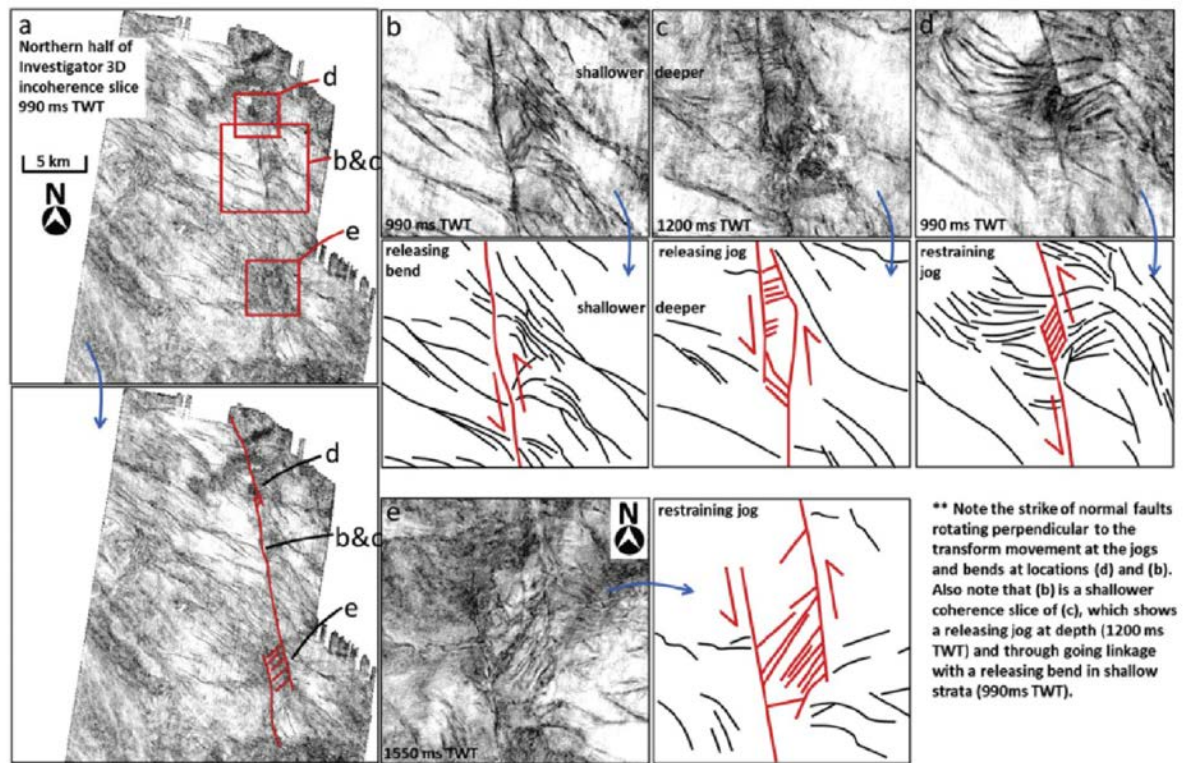 a
Northern half of
Investigator 3D
incoherence slice
990 ms TWT
5 km
N
d
b&c
e
d
b&c
e
b
990 ms TWT
shallower
releasing
bend
shallower
c
deeper
1200 ms TWT
releasing jog
deeper
d
990 ms TWT
restraining
jog
e
N
1550 ms TWT
restraining jog
** Note the strike of normal faults
rotating perpendicular to the
transform movement at the jogs
and bends at locations (d) and (b).
Also note that (b) is a shallower
coherence slice of (c), which shows
a releasing jog at depth (1200 ms
TWT) and through going linkage
with a releasing bend in shallow
strata (990ms TWT).